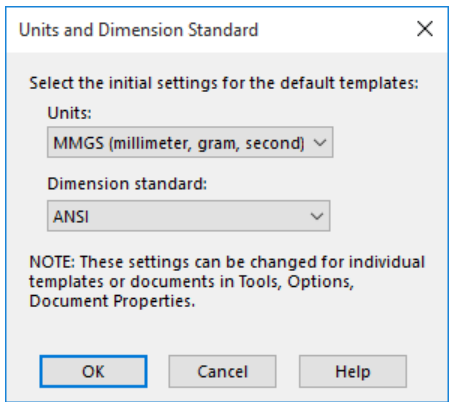 Units and Dimension Standard
Select the initial settings for the default templates:
Units:
MMGS (millimeter, gram, second)
Dimension standard:
ANSI
NOTE: These settings can be changed for individual
templates or documents in Tools, Options,
Document Properties.
OK Cancel Help